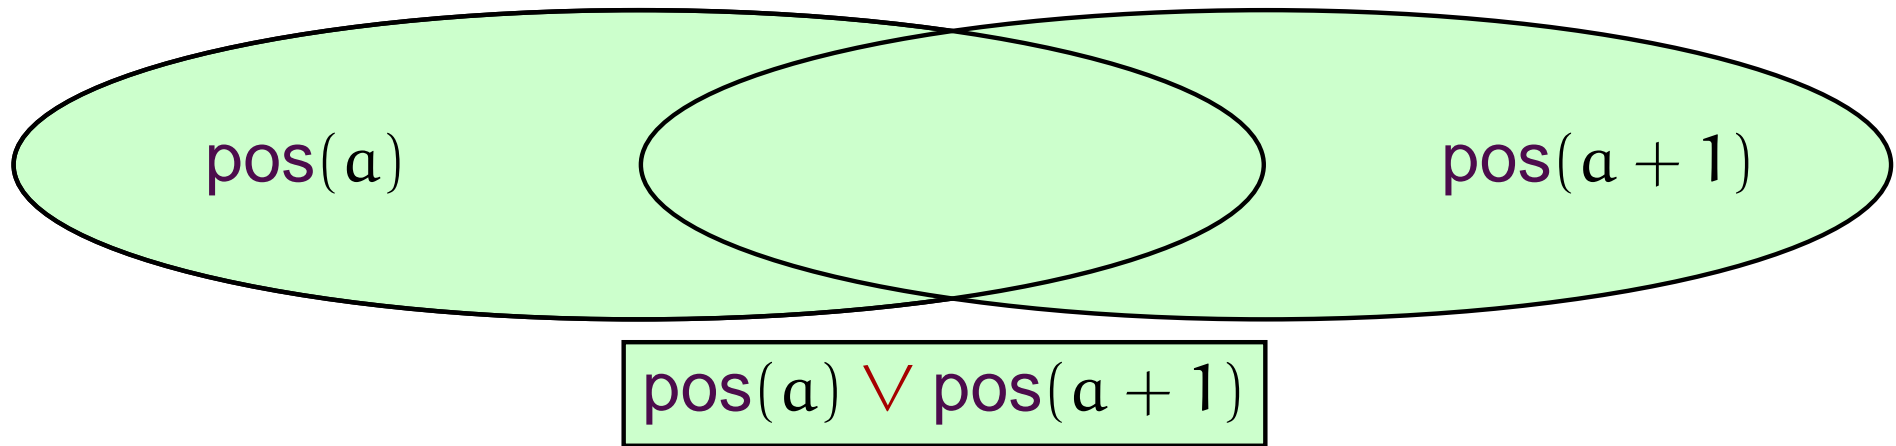 pos(a) pos(a + 1)
pos(a) ∨ pos(a + 1)